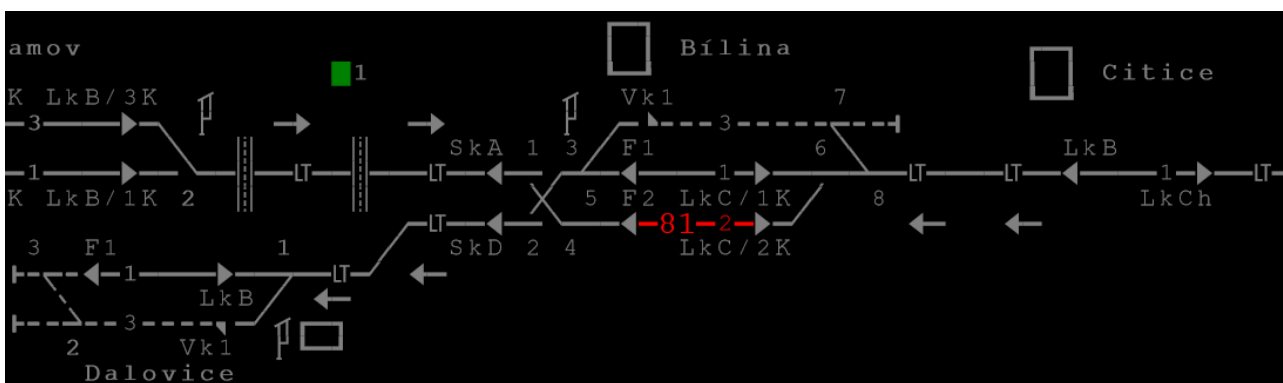 amov Bílina
1 Citice
K LkB/3K Vk1 7
3 3
SkA 1 3 F1 6 LkB
1 LT LT 1 LT LT 1 LT
K LkB/1K 2 5 F2 LkC/1K 8 LkCh
LT 81 2
3 F1 1 SkD 2 4 LkC/2K
1 LT
LkB
3
2 Vk1
Dalovice